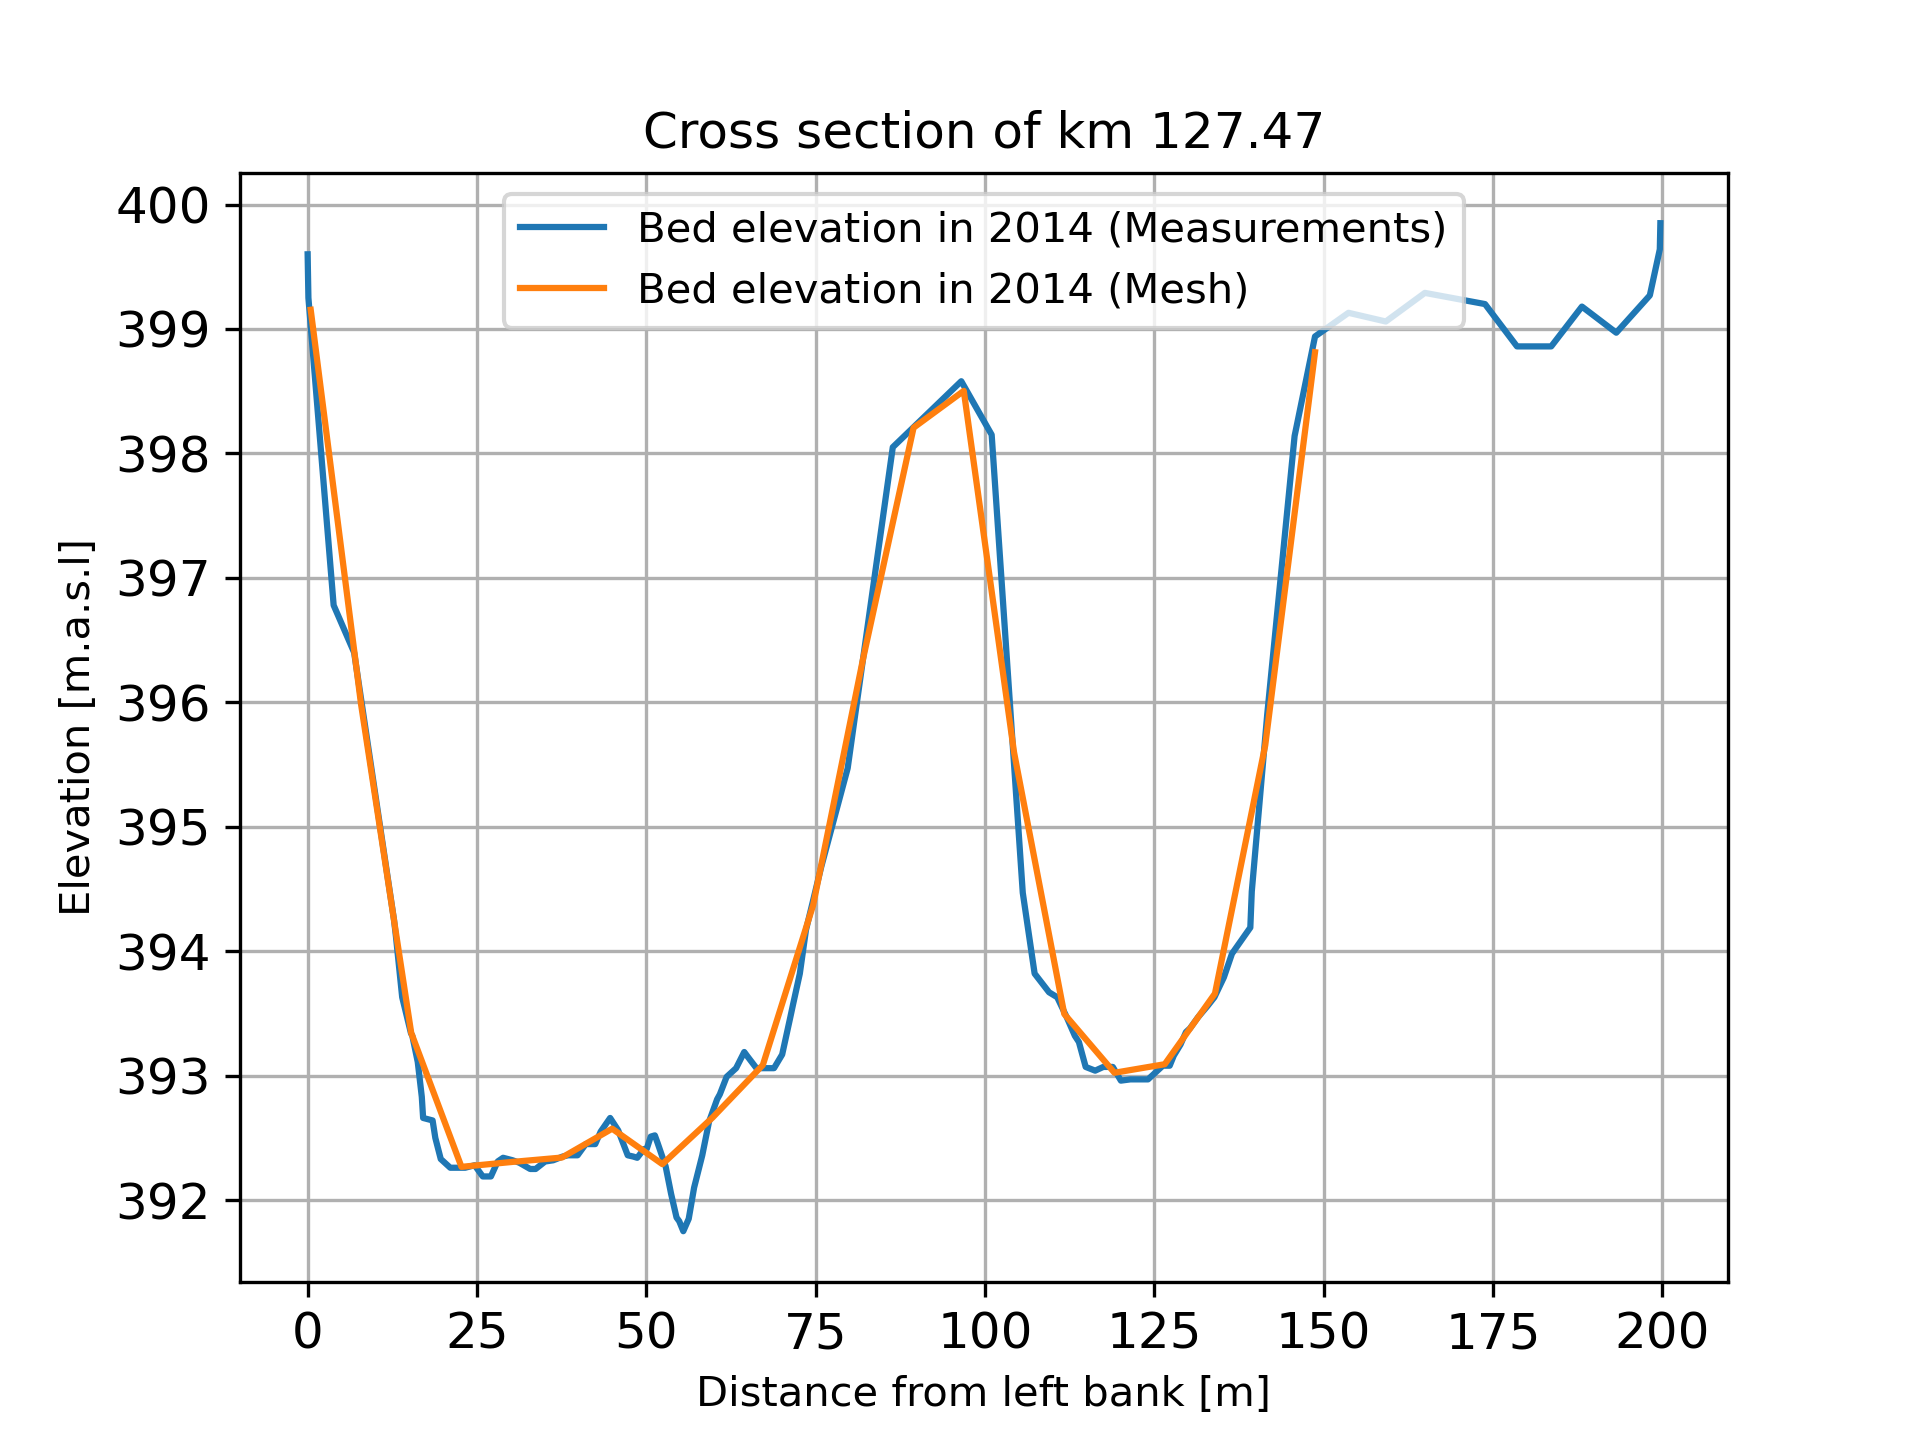 Cross section of km 127.47
Bed elevation in 2014 (Measurements)
Bed elevation in 2014 (Mesh)
400
399
398
397
396
395
394
393
392
Elevation [m.a.s.l]
0 25 50 75 100 125 150 175 200
Distance from left bank [m]